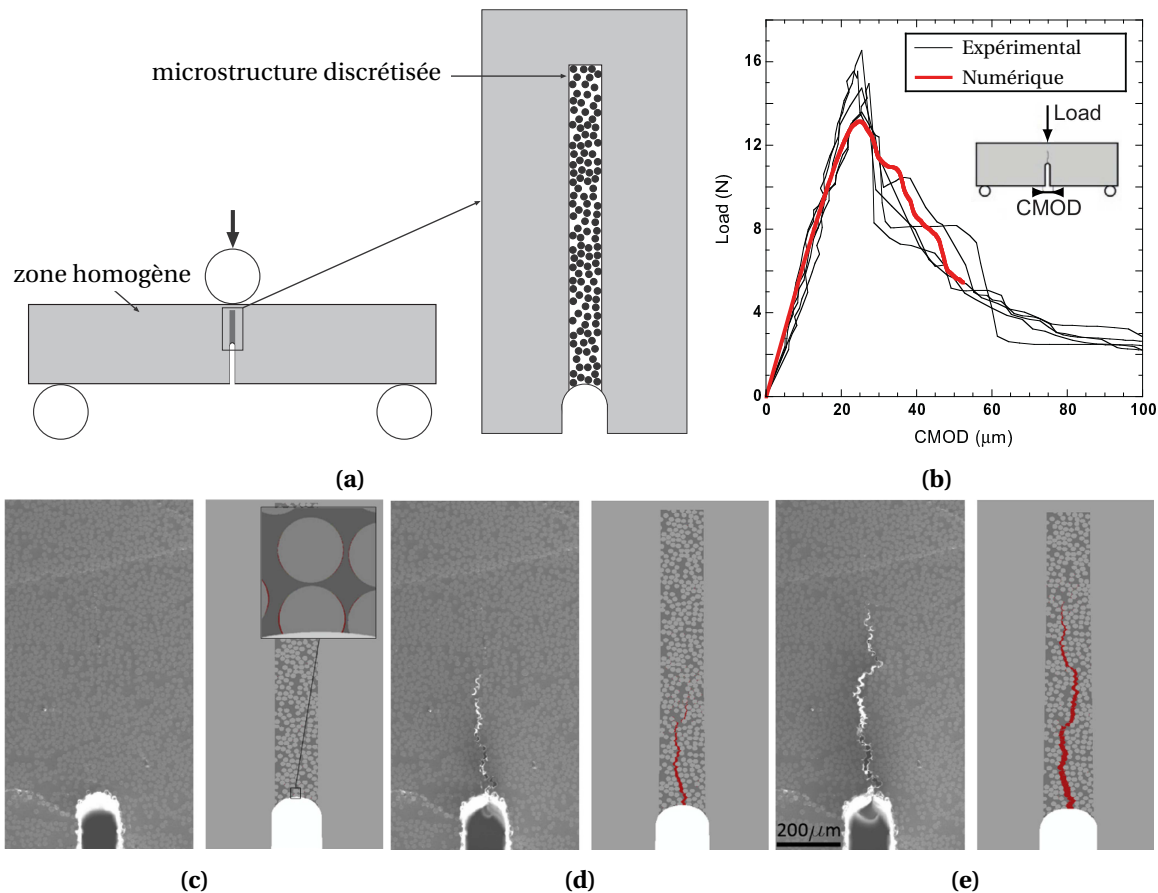 microstructure discrétisée
zone homogène
(a)
Load (N)
16
12
8
4
0
0
20
40
60
80
100
CMOD (µm)
Expérimental
Numérique
Load
CMOD
(b)
(c)
(d)
200µm
(e)